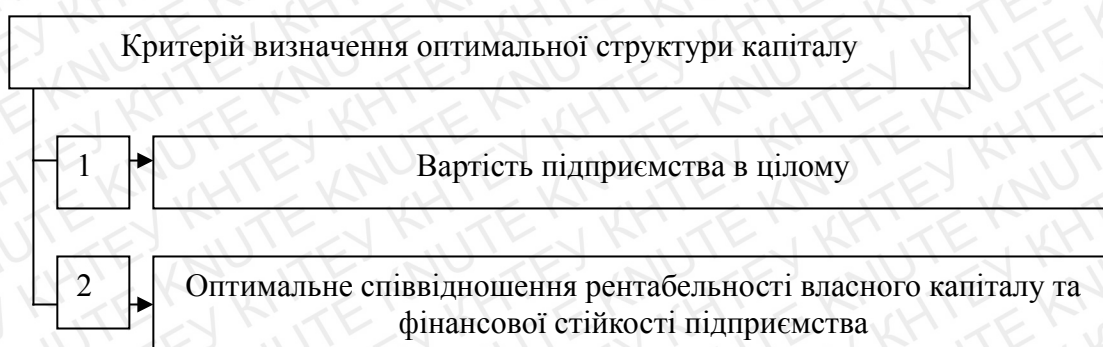 Критерій визначення оптимальної структури капіталу
1
Вартість підприємства в цілому
2
Оптимальне співвідношення рентабельності власного капіталу та
фінансової стійкості підприємства